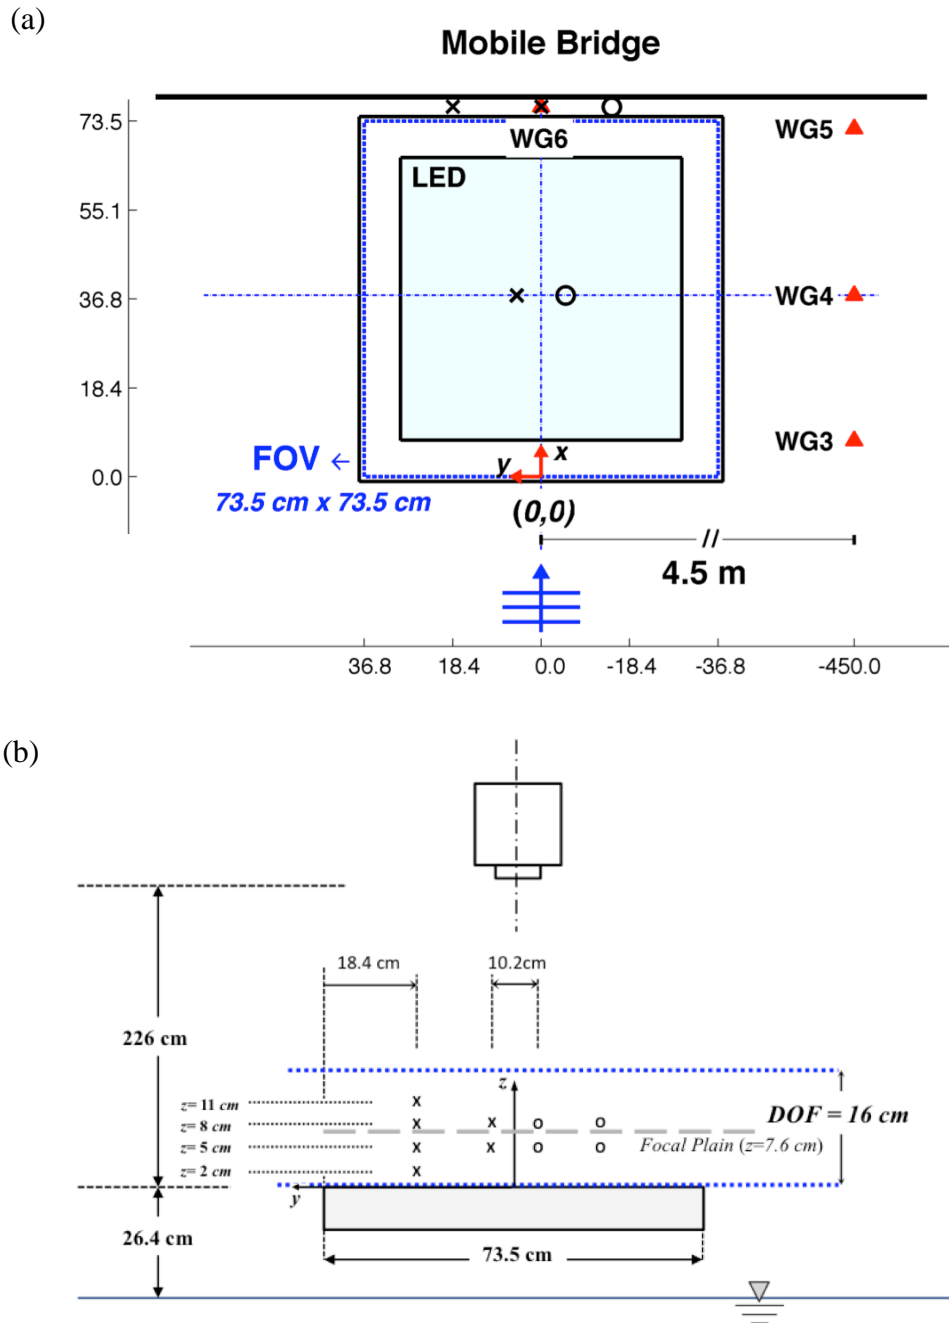 (a)
Mobile Bridge
73.5
WG5
WG6
LED
55.1
36.8
WG4
18.4
WG3
FOV ←
y x
0.0
73.5 cm x 73.5 cm
(0,0)
//
4.5 m
36.8 18.4 0.0 -18.4 -36.8 -450.0
(b)
18.4 cm 10.2cm
226 cm
z
z= 11 cm
DOF = 16 cm
z= 8 cm
Focal Plain (z=7.6 cm)
z= 5 cm
z= 2 cm
y
26.4 cm
73.5 cm